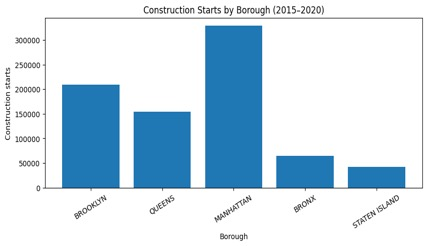 Construction Starts by Borough (2015–2020)
300000
250000
200000
150000
100000
50000
0
Construction starts
BROOKLYN
QUEENS
MANHATTAN
BRONX
STATEN ISLAND
Borough